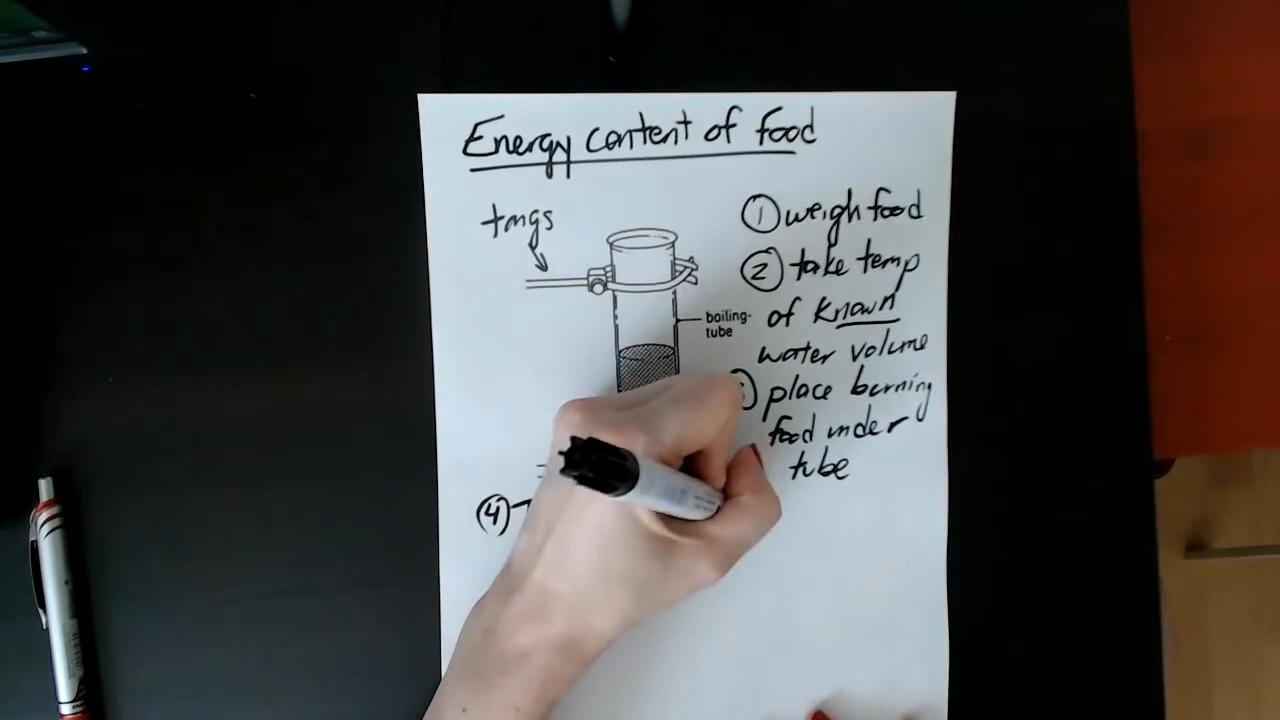 Energy content of food
tongs
① weigh food
② take temp
of known
water volume
boiling-
tube
place burning
food under
tube
④